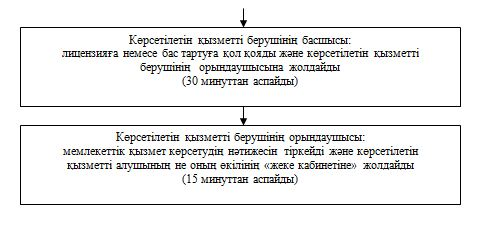 Көрсетілетін қызметті берушінің басшысы:
лицензияға немесе бас тартуға қол қояды және көрсетілетін қызметті
берушінің орындаушысына жолдайды
(30 минуттан аспайды)
Көрсетілетін қызметті берушінің орындаушысы:
мемлекеттік қызмет көрсетудің нәтижесін тіркейді және көрсетілетін
қызметті алушының не оның өкілінің «жеке кабинетіне» жолдайды
(15 минуттан аспайды)